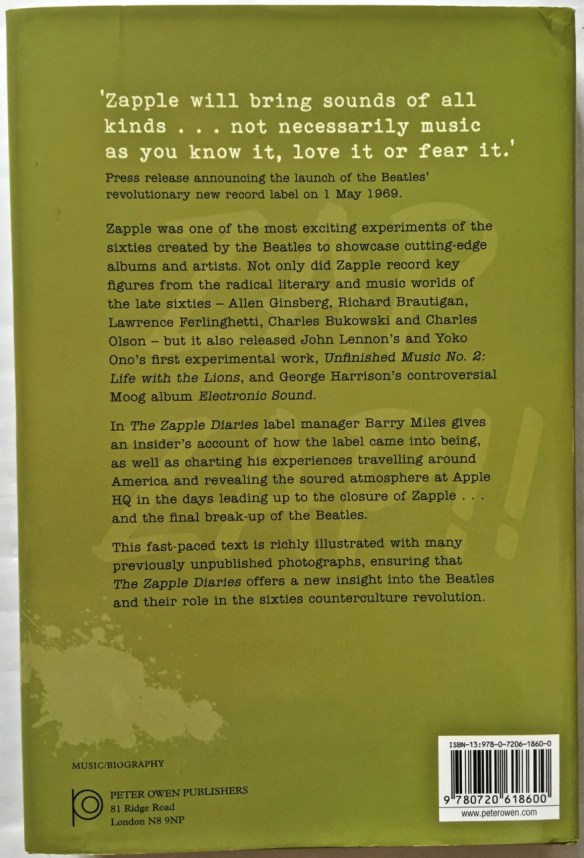 'Zapple will bring sounds of all
kinds . . . not necessarily music
as you know it, love it or fear it.'
Press release announcing the launch of the Beatles'
revolutionary new record label on 1 May 1969.
Zapple was one of the most exciting experiments of the
sixties created by the Beatles to showcase cutting-edge
albums and artists. Not only did Zapple record key
figures from the radical literary and music worlds of
the late sixties – Allen Ginsberg, Richard Brautigan,
Lawrence Ferlinghetti, Charles Bukowski and Charles
Olson – but it also released John Lennon's and Yoko
Ono's first experimental work, Unfinished Music No. 2:
Life with the Lions, and George Harrison's controversial
Moog album Electronic Sound.
In The Zapple Diaries label manager Barry Miles gives
an insider's account of how the label came into being,
as well as charting his experiences travelling around
America and revealing the soured atmosphere at Apple
HQ in the days leading up to the closure of Zapple . . .
and the final break-up of the Beatles.
This fast-paced text is richly illustrated with many
previously unpublished photographs, ensuring that
The Zapple Diaries offers a new insight into the Beatles
and their role in the sixties counterculture revolution.
MUSIC/BIOGRAPHY
PETER OWEN PUBLISHERS
81 Ridge Road
London N8 9NP
ISBN-13:978-0-7206-1860-0
9 780720 618600
www.peterowen.com